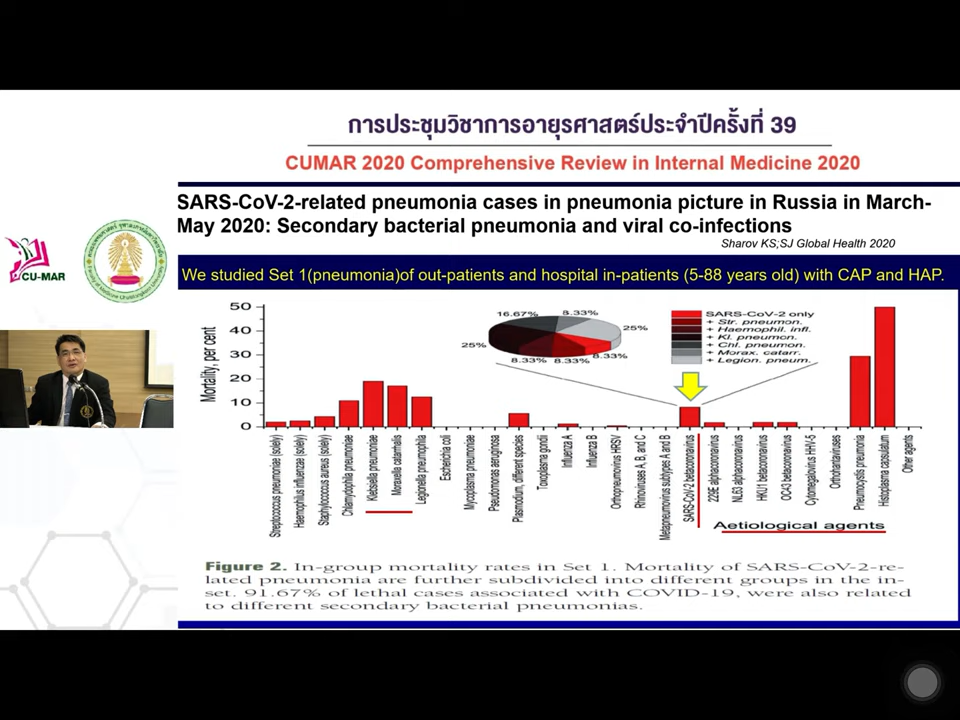 การประชุมวิชาการอายุรศาสตร์ประจำปีครั้งที่ 39
CUMAR 2020 Comprehensive Review in Internal Medicine 2020
SARS-CoV-2-related pneumonia cases in pneumonia picture in Russia in March-
May 2020: Secondary bacterial pneumonia and viral co-infections
Sharov KS;SJ Global Health 2020
CU-MAR
We studied Set 1(pneumonia)of out-patients and hospital in-patients (5-88 years old) with CAP and HAP.
Mortality, per cent
50
40
30
20
10
0
16.67%
8.33%
25%
8.33%
8.33%
8.33%
25%
SARS-CoV-2 only
+ Str. pneumon.
+ Haemophil. infl.
+ Kl. pneumon.
+ Chl. pneumon.
+ Morax. catarr.
+ Legion. pneum.
Streptococcus pneumoniae (solely)
Haemophilus influenzae (solely)
Staphylococcus aureus (solely)
Chlamydophila pneumoniae
Klebsiella pneumoniae
Moraxella catarrhalis
Legionella pneumophila
Escherichia coli
Mycoplasma pneumoniae
Pseudomonas aeruginosa
Plasmodium, different species
Toxoplasma gondii
Influenza A
Influenza B
Orthopneumovirus HRSV
Rhinoviruses A, B, and C
Metapneumovirus subtypes A and B
SARS-CoV-2 betacoronavirus
229E alphacoronavirus
NL63 alphacoronavirus
HKU1 betacoronavirus
OC43 betacoronavirus
Cytomegalovirus HHV-5
Orthohantaviruses
Pneumocystis pneumonia
Histoplasma capsulatum
Other agents
Aetiological agents
Figure 2. In-group mortality rates in Set 1. Mortality of SARS-CoV-2-re-
lated pneumonia are further subdivided into different groups in the in-
set. 91.67% of lethal cases associated with COVID-19, were also related
to different secondary bacterial pneumonias.